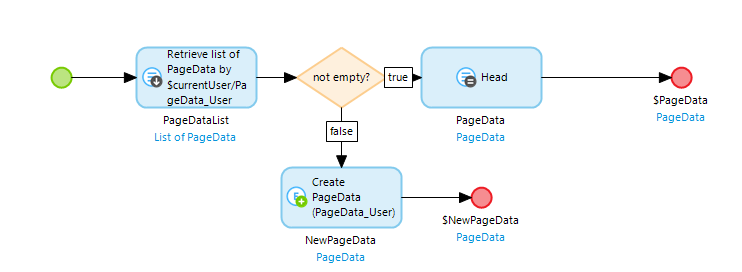 Retrieve list of
PageData by
$currentUser/Pa
geData_User
PageDataList
List of PageData
not empty?
true
Head
PageData
PageData
$PageData
PageData
false
Create
PageData
(PageData_User)
NewPageData
PageData
$NewPageData
PageData